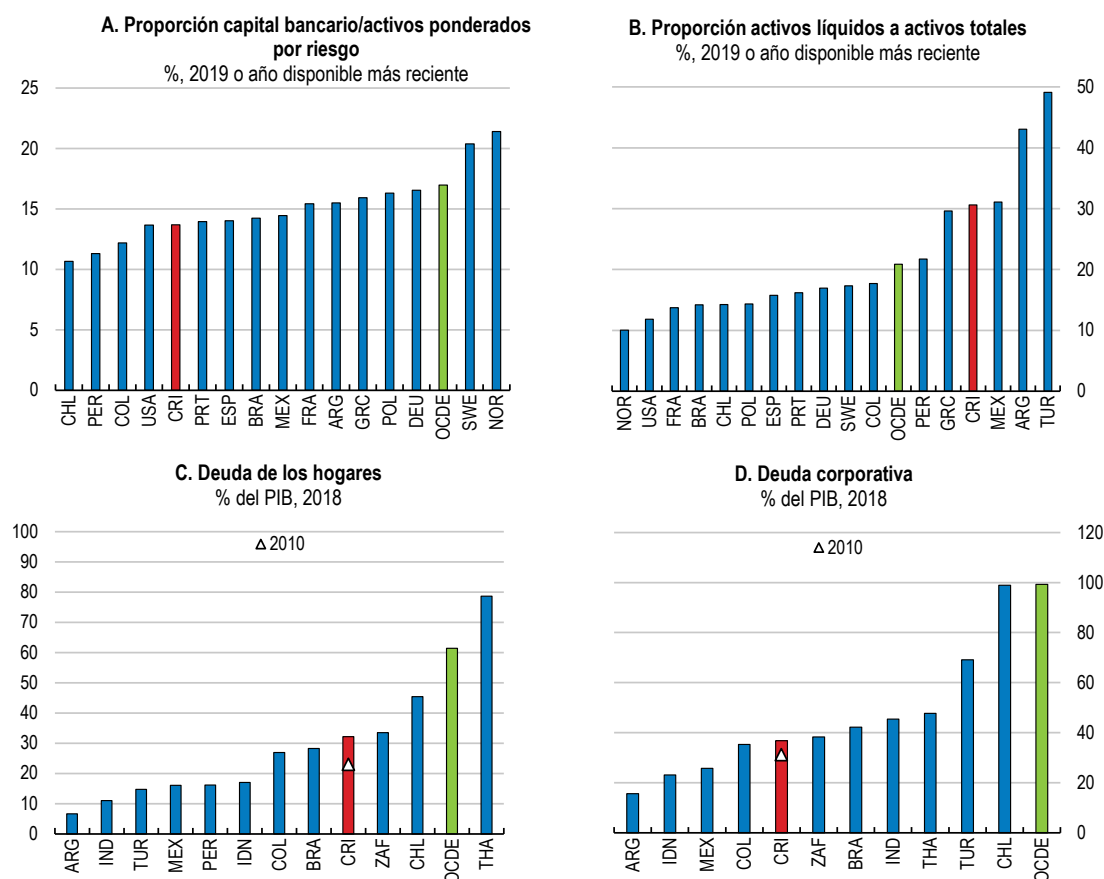 A. Proporción capital bancario/activos ponderados
por riesgo
%, 2019 o año disponible más reciente
25
20
15
10
5
0
CHL
PER
COL
USA
CRI
PRT
ESP
BRA
MEX
FRA
ARG
GRC
POL
DEU
OCDE
SWE
NOR
B. Proporción activos líquidos a activos totales
%, 2019 o año disponible más reciente
50
40
30
20
10
0
NOR
USA
FRA
BRA
CHL
POL
ESP
PRT
DEU
SWE
COL
OCDE
PER
GRC
CRI
MEX
ARG
TUR
C. Deuda de los hogares
% del PIB, 2018
100
90
80
70
60
50
40
30
20
10
0
2010
ARG
IND
TUR
MEX
PER
IDN
COL
BRA
CRI
ZAF
CHL
OCDE
THA
D. Deuda corporativa
% del PIB, 2018
120
100
80
60
40
20
0
2010
ARG
IDN
MEX
COL
CRI
ZAF
BRA
IND
THA
TUR
CHL
OCDE